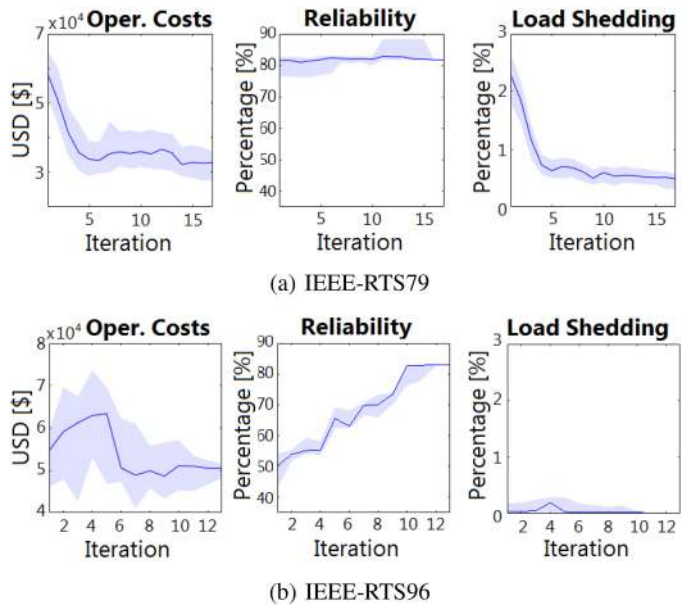 Oper. Costs Reliability Load Shedding
×10⁴
USD [$] Percentage [%] Percentage [%]
7 5 3
90 80 70 60 50 40
3 2 1 0
5 10 15 5 10 15 5 10 15
Iteration Iteration Iteration
(a) IEEE-RTS79
Oper. Costs Reliability Load Shedding
×10⁴
USD [$] Percentage [%] Percentage [%]
8 7 6 5 4
90 80 70 60 50 40
3 2 1 0
2 4 6 8 10 12 2 4 6 8 10 12 2 4 6 8 10 12
Iteration Iteration Iteration
(b) IEEE-RTS96